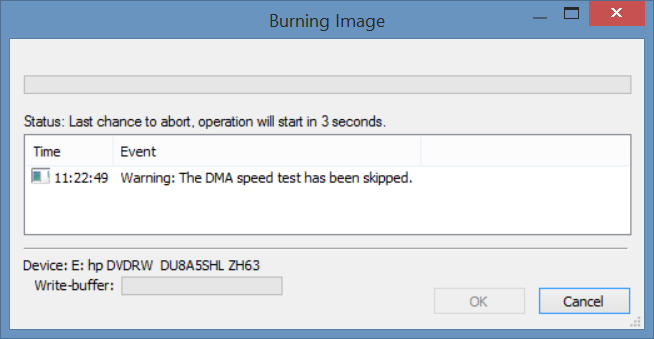 Burning Image
Status: Last chance to abort, operation will start in 3 seconds.
Time Event
11:22:49 Warning: The DMA speed test has been skipped.
Device: E: hp DVDRW  DU8A5SHL ZH63
Write-buffer:
OK Cancel